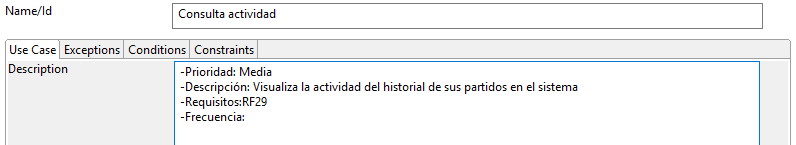 Name/Id Consulta actividad
Use Case Exceptions Conditions Constraints
Description -Prioridad: Media
-Descripción: Visualiza la actividad del historial de sus partidos en el sistema
-Requisitos:RF29
-Frecuencia: